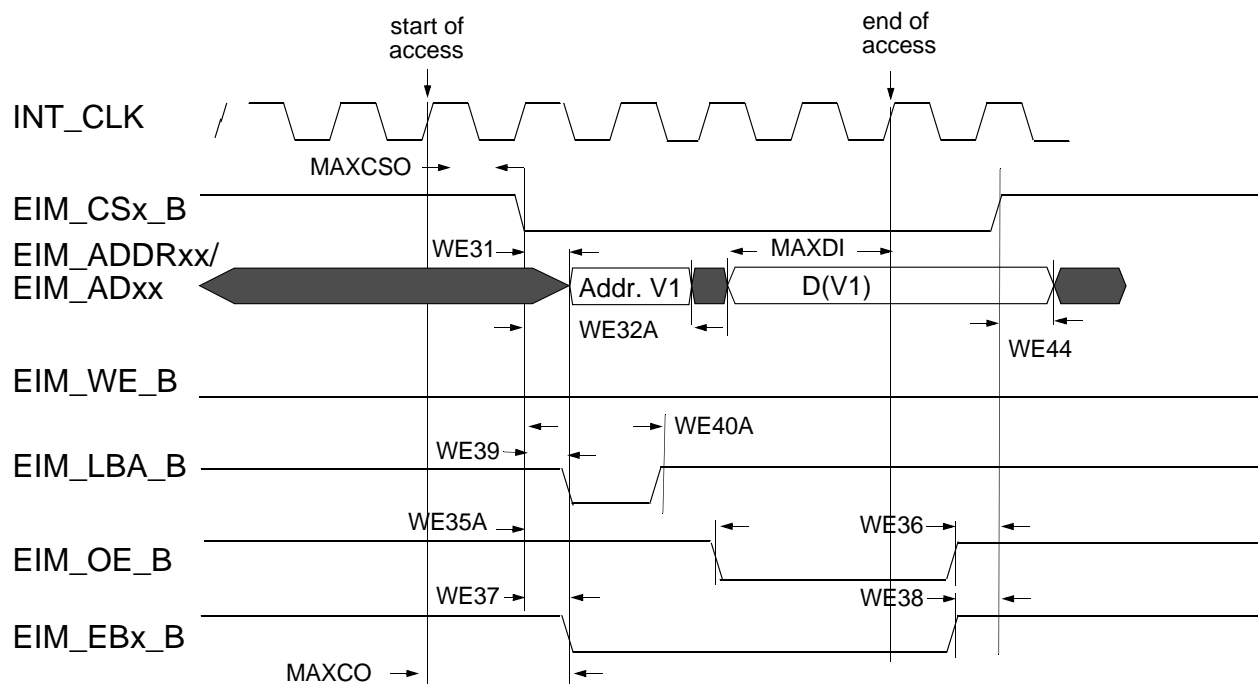 start of
access
end of
access
INT_CLK
MAXCSO
EIM_CSx_B
EIM_ADDRxx/
EIM_ADxx
WE31
MAXDI
Addr. V1
D(V1)
WE32A
WE44
EIM_WE_B
WE40A
WE39
EIM_LBA_B
WE35A
WE36
EIM_OE_B
WE37
WE38
EIM_EBx_B
MAXCO